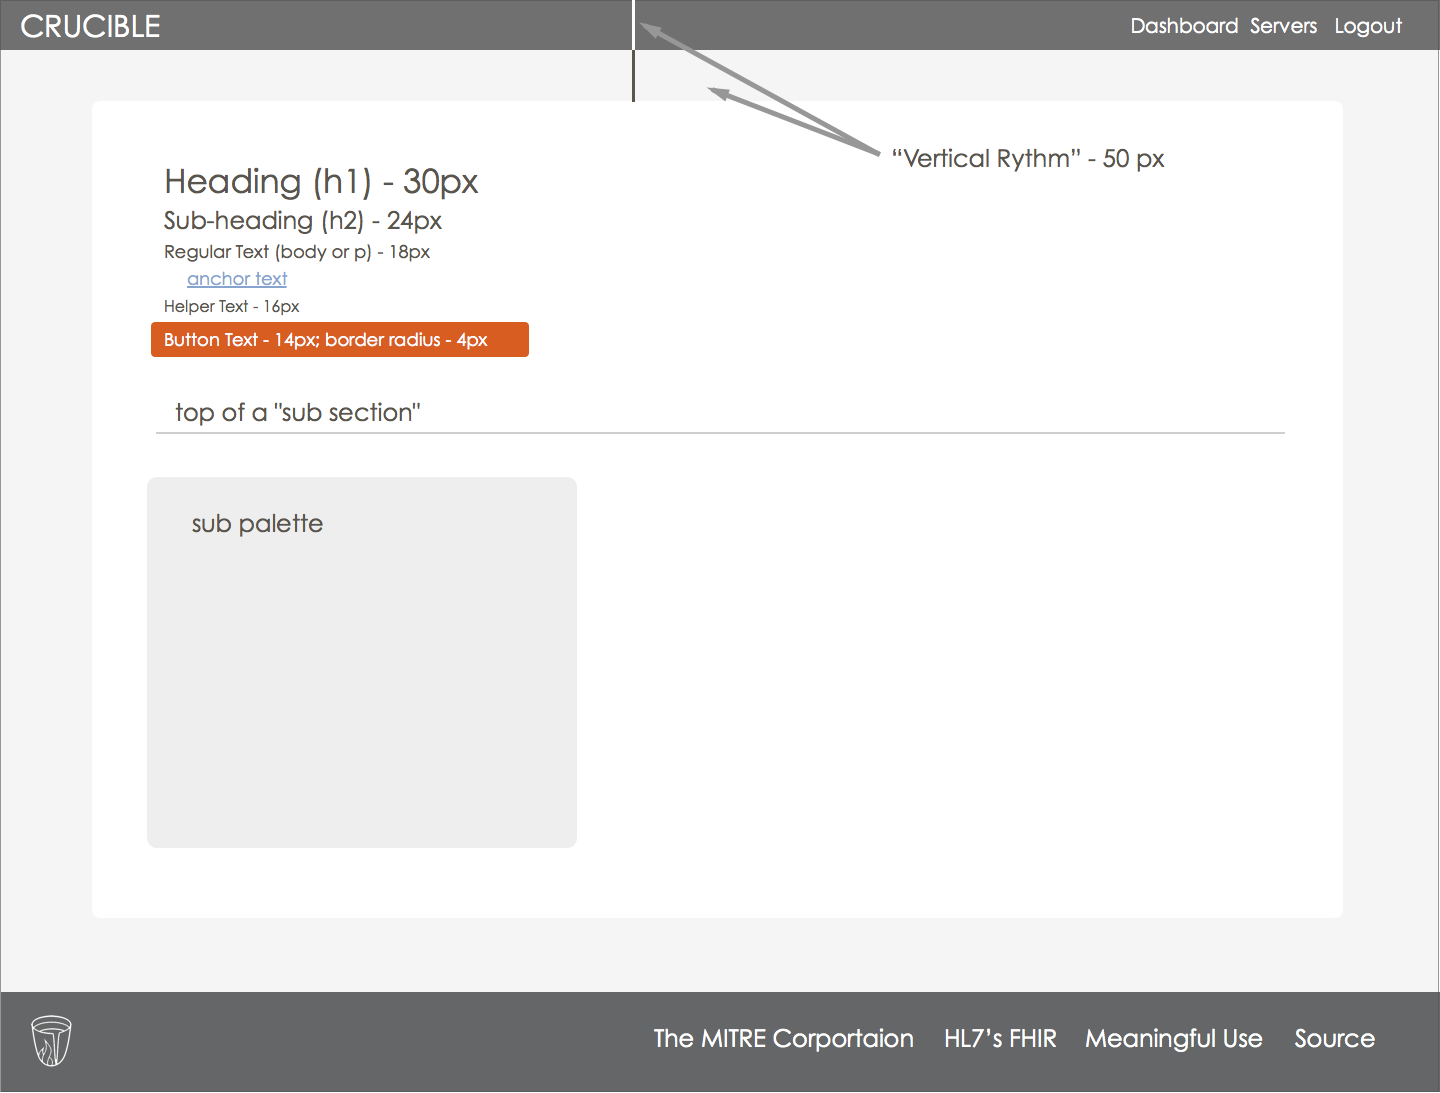 CRUCIBLE
Dashboard Servers Logout
“Vertical Rythm” - 50 px
Heading (h1) - 30px
Sub-heading (h2) - 24px
Regular Text (body or p) - 18px
anchor text
Helper Text - 16px
Button Text - 14px; border radius - 4px
top of a "sub section"
sub palette
The MITRE Corportaion HL7’s FHIR Meaningful Use Source